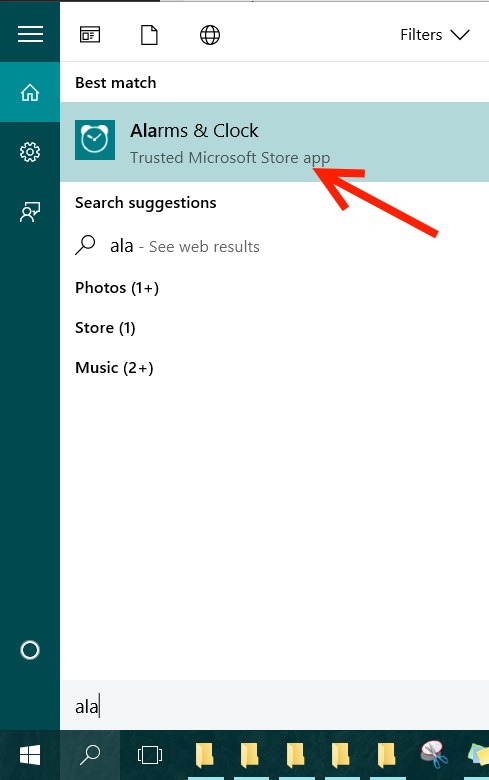 Filters
Best match
Alarms & Clock
Trusted Microsoft Store app
Search suggestions
ala - See web results
Photos (1+)
Store (1)
Music (2+)
ala